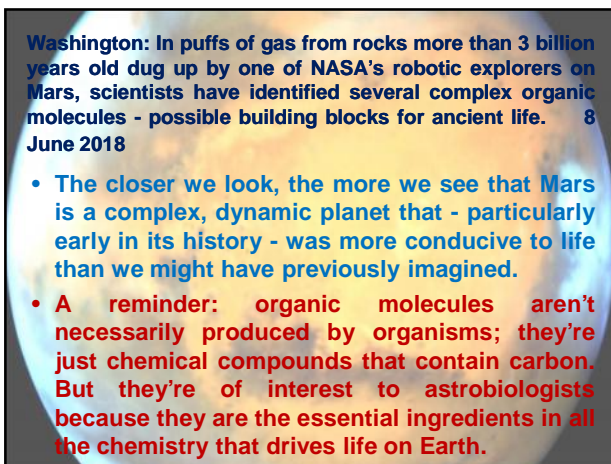 Washington: In puffs of gas from rocks more than 3 billion
years old dug up by one of NASA's robotic explorers on
Mars, scientists have identified several complex organic
molecules - possible building blocks for ancient life. 8
June 2018
• The closer we look, the more we see that Mars
is a complex, dynamic planet that - particularly
early in its history - was more conducive to life
than we might have previously imagined.
• A reminder: organic molecules aren't
necessarily produced by organisms; they're
just chemical compounds that contain carbon.
But they're of interest to astrobiologists
because they are the essential ingredients in all
the chemistry that drives life on Earth.